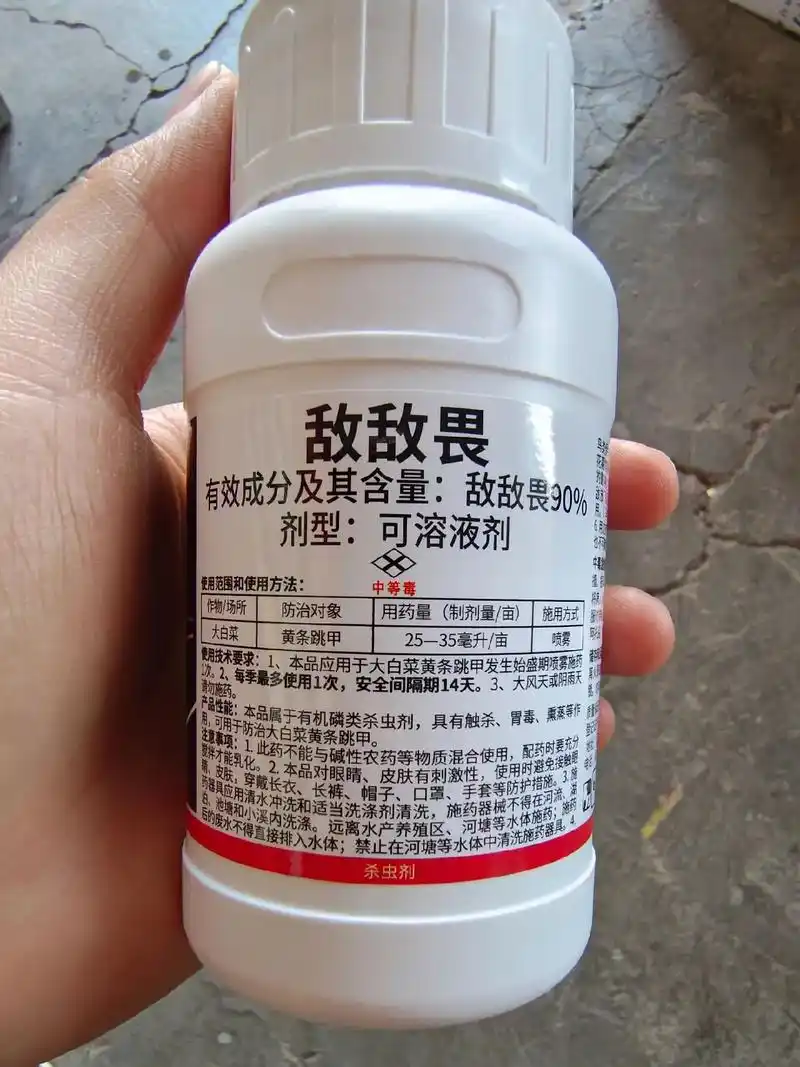 敌敌畏
有效成分及其含量：敌敌畏90%
剂型：可溶液剂
中等毒
使用范围和使用方法：
作物/场所 防治对象 用药量（制剂量/亩） 施用方式
大白菜 黄条跳甲 25—35毫升/亩 喷雾
使用技术要求：1、本品应用于大白菜黄条跳甲发生始盛期喷雾施药
1次。2、每季最多使用1次，安全间隔期14天。3、大风天或阴雨天
请勿施药。
产品性能：本品属于有机磷类杀虫剂，具有触杀、胃毒、熏蒸等作
用，可用于防治大白菜黄条跳甲。
注意事项：1. 此药不能与碱性农药等物质混合使用，配药时要充分
搅拌才能乳化。2. 本品对眼睛、皮肤有刺激性，使用时避免接触眼
睛、皮肤，穿戴长衣、长裤、帽子、口罩、手套等防护措施。3. 施
药器具应用清水冲洗和适当洗涤剂清洗，施药器械不得在河流、湖
泊、池塘和小溪内洗涤。远离水产养殖区、河塘等水体施药；施药
后的废水不得直接排入水体；禁止在河塘等水体中清洗施药器具。4.
杀虫剂